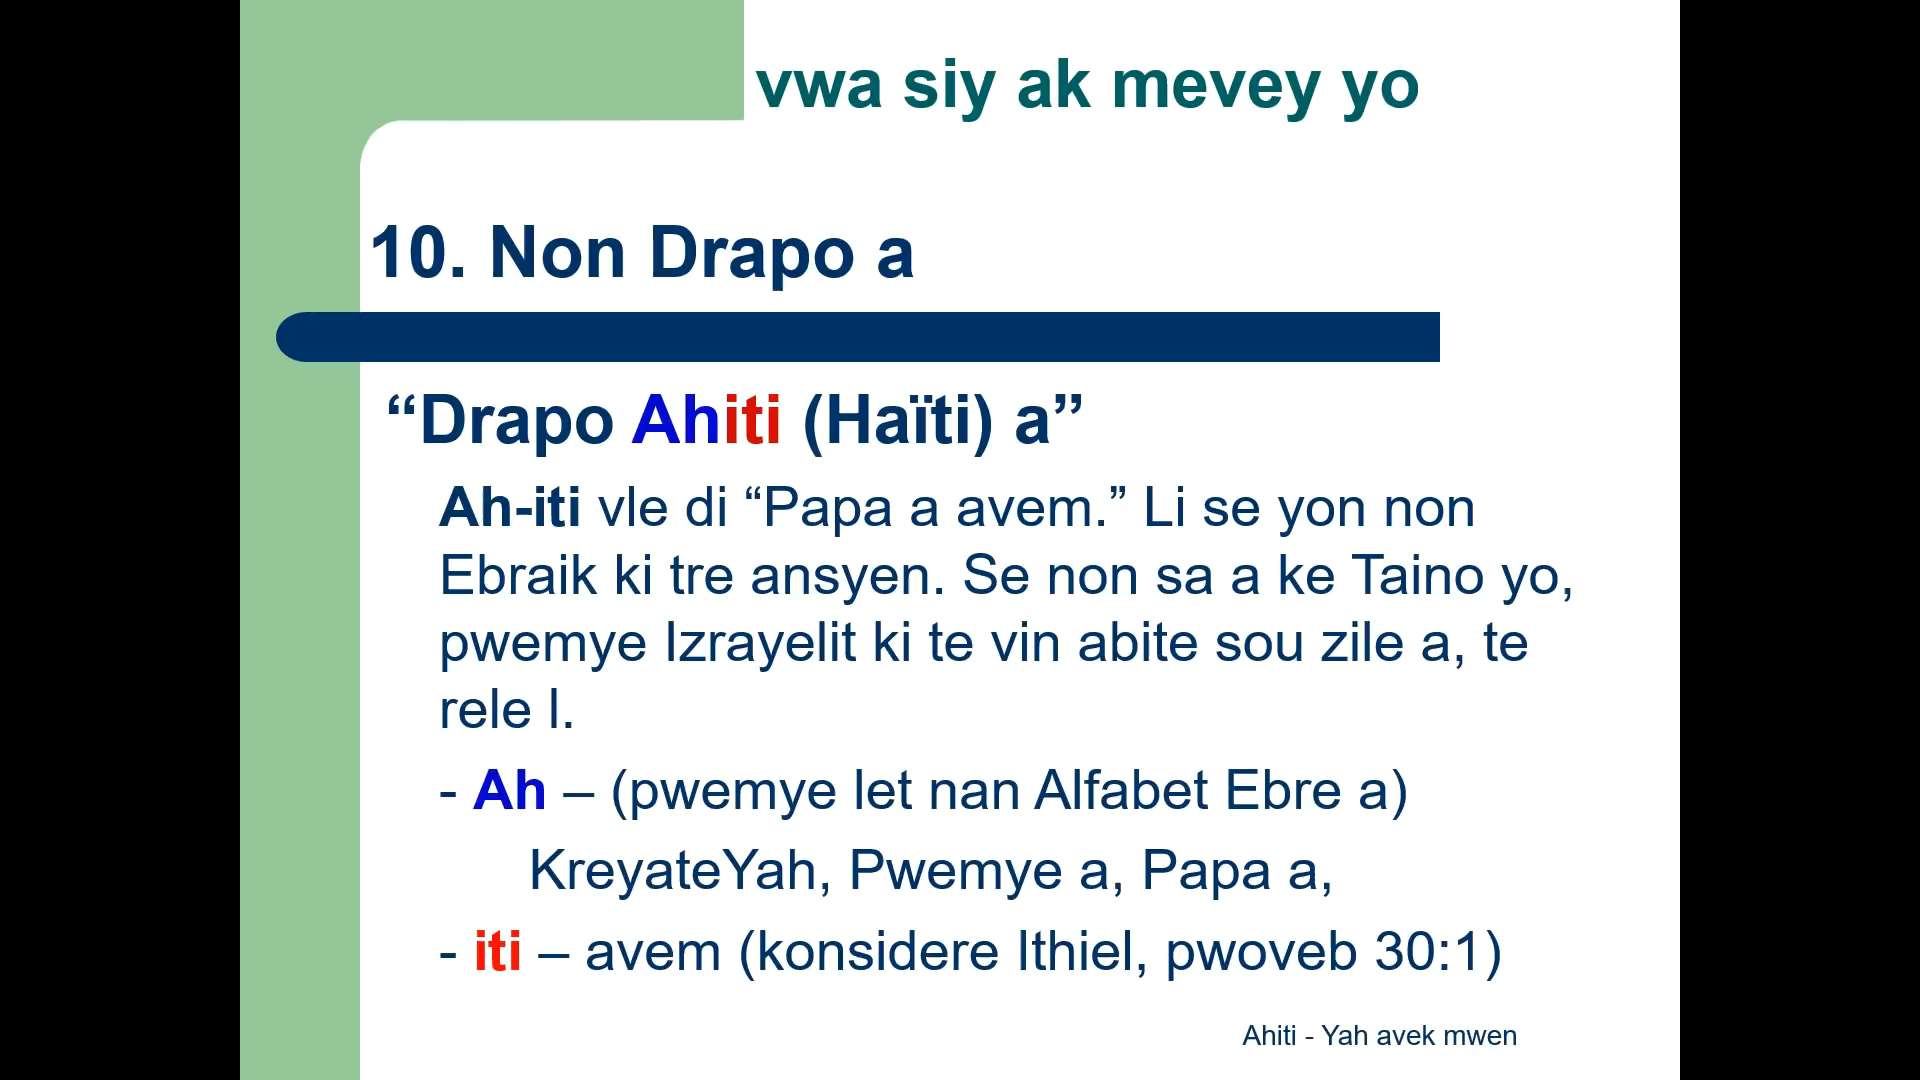 vwa siy ak mevey yo
10. Non Drapo a
“Drapo Ahiti (Haïti) a”
Ah-iti vle di “Papa a avem.” Li se yon non
Ebraik ki tre ansyen. Se non sa a ke Taino yo,
pwemye Izrayelit ki te vin abite sou zile a, te
rele l.
- Ah – (pwemye let nan Alfabet Ebre a)
KreyateYah, Pwemye a, Papa a,
- iti – avem (konsidere Ithiel, pwoveb 30:1)
Ahiti - Yah avek mwen